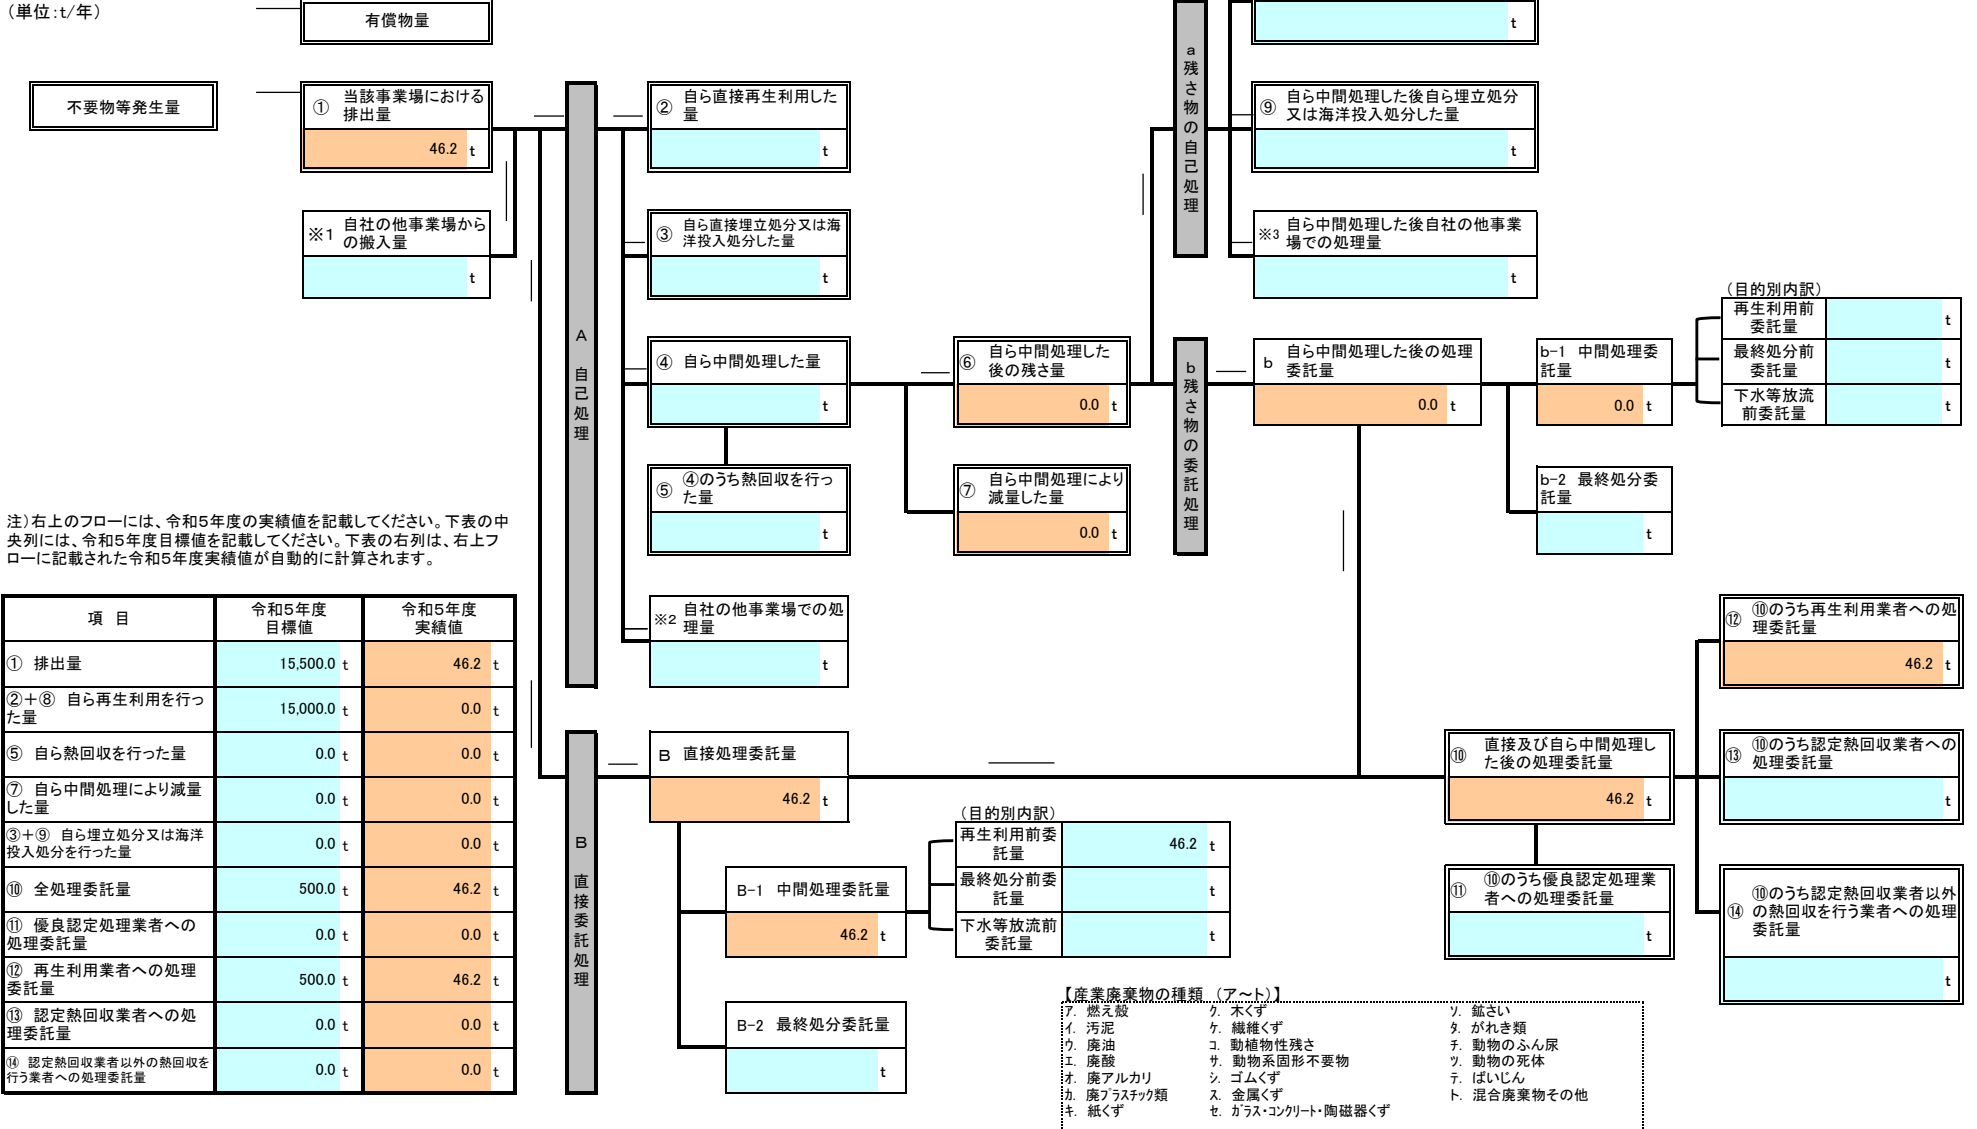 （単位：t/年）
有償物量
t
不要物等発生量
① 当該事業場における
排出量
46.2 t
※1 自社の他事業場から
の搬入量
t
A 自己処理
② 自ら直接再生利用した
量
t
③ 自ら直接埋立処分又は海
洋投入処分した量
t
④ 自ら中間処理した量
t
⑤ ④のうち熱回収を行っ
た量
t
※2 自社の他事業場での処
理量
t
⑥ 自ら中間処理した
後の残さ量
0.0 t
⑦ 自ら中間処理により
減量した量
0.0 t
a 残さ物の自己処理
⑨ 自ら中間処理した後自ら埋立処分
又は海洋投入処分した量
t
※3 自ら中間処理した後自社の他事業
場での処理量
t
b 残さ物の委託処理
b 自ら中間処理した後の処理
委託量
0.0 t
b-1 中間処理委
託量
0.0 t
b-2 最終処分委
託量
t
（目的別内訳）
再生利用前
委託量
t
最終処分前
委託量
t
下水等放流
前委託量
t
注）右上のフローには、令和５年度の実績値を記載してください。下表の中
央列には、令和５年度目標値を記載してください。下表の右列は、右上フ
ローに記載された令和５年度実績値が自動的に計算されます。
項 目 令和５年度
目標値 令和５年度
実績値
① 排出量 15,500.0 t 46.2 t
②＋⑧ 自ら再生利用を行っ
た量 15,000.0 t 0.0 t
⑤ 自ら熱回収を行った量 0.0 t 0.0 t
⑦ 自ら中間処理により減量
した量 0.0 t 0.0 t
③＋⑨ 自ら埋立処分又は海洋
投入処分を行った量 0.0 t 0.0 t
⑩ 全処理委託量 500.0 t 46.2 t
⑪ 優良認定処理業者への
処理委託量 0.0 t 0.0 t
⑫ 再生利用業者への処理
委託量 500.0 t 46.2 t
⑬ 認定熱回収業者への処
理委託量 0.0 t 0.0 t
⑭ 認定熱回収業者以外の熱回収を
行う業者への処理委託量 0.0 t 0.0 t
B 直接委託処理
B 直接処理委託量
46.2 t
B-1 中間処理委託量
46.2 t
B-2 最終処分委託量
t
（目的別内訳）
再生利用前委
託量
46.2 t
最終処分前委
託量
t
下水等放流前
委託量
t
⑩ 直接及び自ら中間処理し
た後の処理委託量
46.2 t
⑪ ⑩のうち優良認定処理業
者への処理委託量
t
⑫ ⑩のうち再生利用業者への処
理委託量
46.2 t
⑬ ⑩のうち認定熱回収業者への
処理委託量
t
⑭ ⑩のうち認定熱回収業者以外
の熱回収を行う業者への処理
委託量
t
【産業廃棄物の種類 （ア～ト）】
ア. 燃え殻 ク. 木くず ソ. 鉱さい
イ. 汚泥 ケ. 繊維くず タ. がれき類
ウ. 廃油 コ. 動植物性残さ チ. 動物のふん尿
エ. 廃酸 サ. 動物系固形不要物 ツ. 動物の死体
オ. 廃アルカリ シ. ゴムくず テ. ばいじん
カ. 廃プラスチック類 ス. 金属くず ト. 混合廃棄物その他
キ. 紙くず セ. ガラス・コンクリート・陶磁器くず